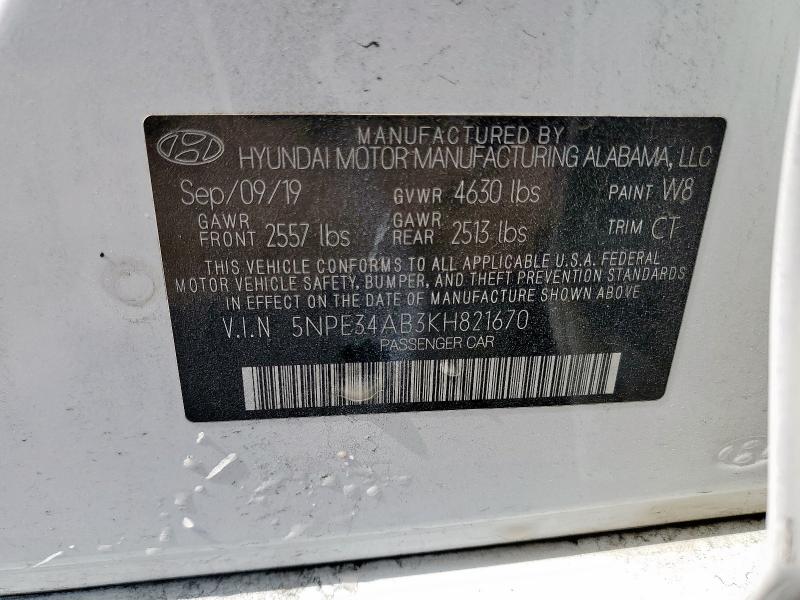 MANUFACTURED BY
HYUNDAI MOTOR MANUFACTURING ALABAMA, LLC
Sep/09/19 GVWR 4630 lbs PAINT W8
GAWR FRONT 2557 lbs GAWR REAR 2513 lbs TRIM CT
THIS VEHICLE CONFORMS TO ALL APPLICABLE U.S.A. FEDERAL
MOTOR VEHICLE SAFETY, BUMPER, AND THEFT PREVENTION STANDARDS
IN EFFECT ON THE DATE OF MANUFACTURE SHOWN ABOVE.
V.I.N 5NPE34AB3KH821670
PASSENGER CAR